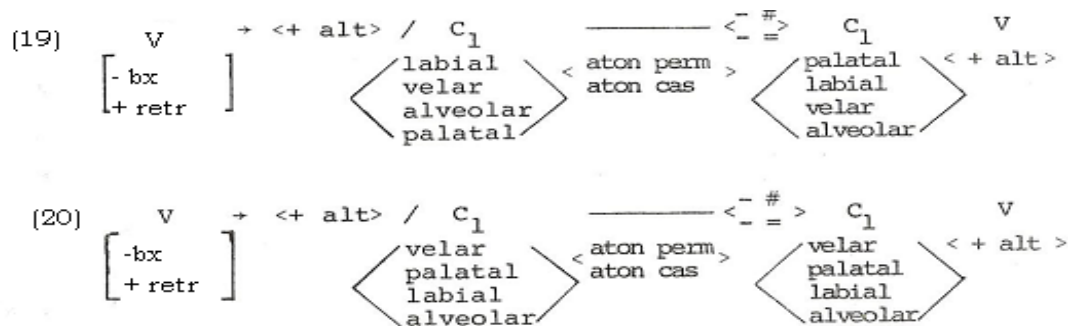 - #
(19) V → <+ alt> / C1 ——— < - = > C1 V
[- bx + retr] <labial < aton perm > <palatal < + alt >
velar aton cas labial
alveolar velar
palatal> alveolar>
- #
(20) V → <+ alt> / C1 ——— < - = > C1 V
[-bx + retr] <velar < aton perm > <velar < + alt >
palatal aton cas palatal
labial labial
alveolar> alveolar>